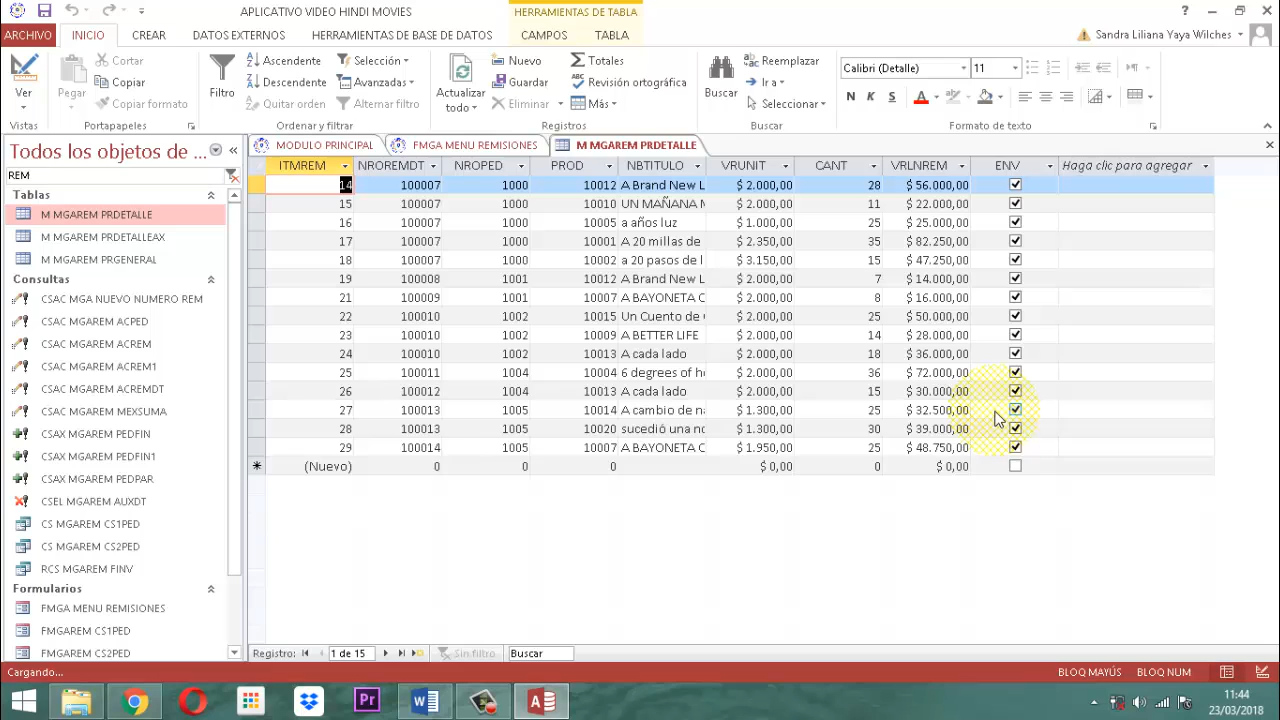 APLICATIVO VIDEO HINDI MOVIES
HERRAMIENTAS DE TABLA
ARCHIVO INICIO CREAR DATOS EXTERNOS HERRAMIENTAS DE BASE DE DATOS CAMPOS TABLA Sandra Liliana Yaya Wilches
Ver
Vistas
Pegar
Cortar
Copiar
Copiar formato
Portapapeles
Filtro
Ascendente
Descendente
Quitar orden
Selección
Avanzadas
Alternar filtro
Ordenar y filtrar
Actualizar todo
Nuevo
Guardar
Eliminar
Totales
Revisión ortográfica
Más
Registros
Buscar
Reemplazar
Ir a
Seleccionar
Buscar
Calibri (Detalle) 11
N K S A
Formato de texto
Todos los objetos de ...
REM
Tablas
M MGAREM PRDETALLE
M MGAREM PRDETALLEAX
M MGAREM PRGENERAL
Consultas
CSAC MGA NUEVO NUMERO REM
CSAC MGAREM ACPED
CSAC MGAREM ACREM
CSAC MGAREM ACREM1
CSAC MGAREM ACREMDT
CSAC MGAREM MEXSUMA
CSAX MGAREM PEDFIN
CSAX MGAREM PEDFIN1
CSAX MGAREM PEDPAR
CSEL MGAREM AUXDT
CS MGAREM CS1PED
CS MGAREM CS2PED
RCS MGAREM FINV
Formularios
FMGA MENU REMISIONES
FMGAREM CS1PED
FMGAREM CS2PED
MODULO PRINCIPAL FMGA MENU REMISIONES M MGAREM PRDETALLE
ITMREM NROREMDT NROPED PROD NBTITULO VRUNIT CANT VRLNREM ENV Haga clic para agregar
14 100007 1000 10012 A Brand New L $ 2.000,00 28 $ 56.000,00
15 100007 1000 10010 UN MAÑANA $ 2.000,00 11 $ 22.000,00
16 100007 1000 10005 a años luz $ 1.000,00 25 $ 25.000,00
17 100007 1000 10001 A 20 millas de $ 2.350,00 35 $ 82.250,00
18 100007 1000 10002 a 20 pasos de l $ 3.150,00 15 $ 47.250,00
19 100008 1001 10012 A Brand New L $ 2.000,00 7 $ 14.000,00
21 100009 1001 10007 A BAYONETA C $ 2.000,00 8 $ 16.000,00
22 100010 1002 10015 Un Cuento de $ 2.000,00 25 $ 50.000,00
23 100010 1002 10009 A BETTER LIFE $ 2.000,00 14 $ 28.000,00
24 100010 1002 10013 A cada lado $ 2.000,00 18 $ 36.000,00
25 100011 1004 10004 6 degrees of h $ 2.000,00 36 $ 72.000,00
26 100012 1004 10013 A cada lado $ 2.000,00 15 $ 30.000,00
27 100013 1005 10014 A cambio de n $ 1.300,00 25 $ 32.500,00
28 100013 1005 10020 sucedió una n $ 1.300,00 30 $ 39.000,00
29 100014 1005 10007 A BAYONETA C $ 1.950,00 25 $ 48.750,00
(Nuevo) 0 0 0 $ 0,00 0 $ 0,00
Registro: 1 de 15 Sin filtro Buscar
Cargando... BLOQ MAYÚS BLOQ NUM
Pr
11:44
23/03/2018